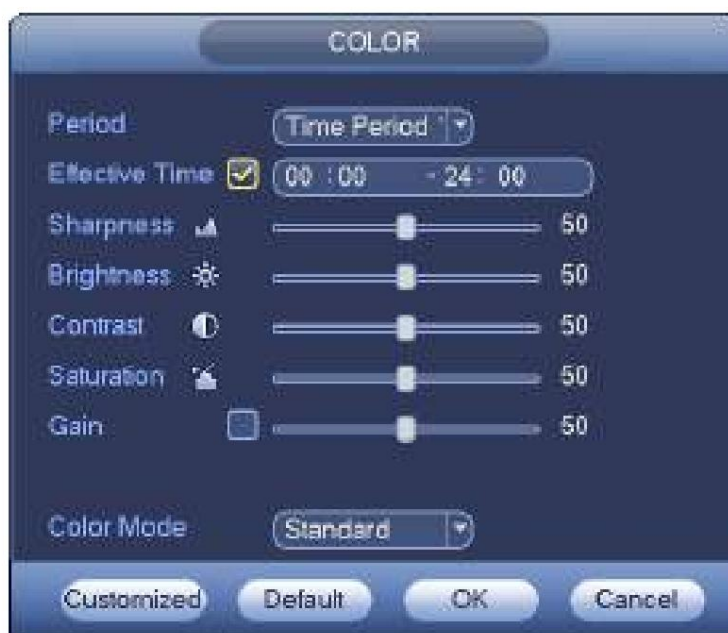 COLOR
Period Time Period
Effective Time 00 : 00 - 24 : 00
Sharpness 50
Brightness 50
Contrast 50
Saturation 50
Gain 50
Color Mode Standard
Customized Default OK Cancel